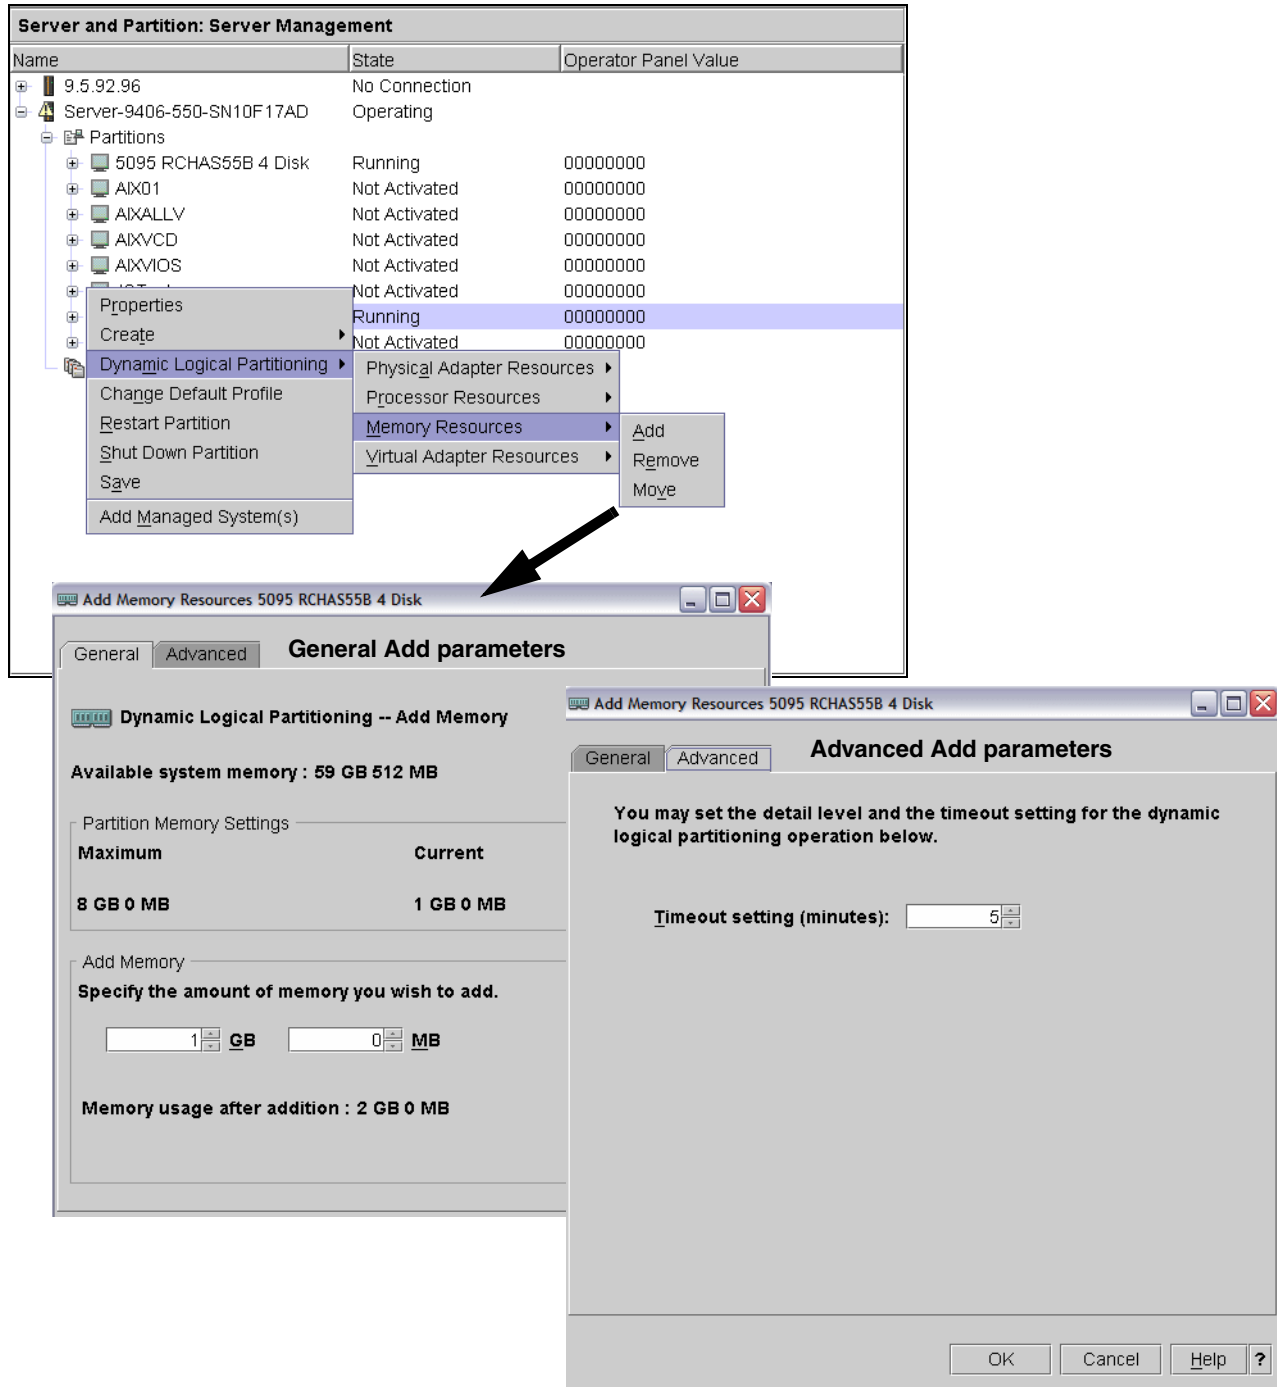 Server and Partition: Server Management
Name State Operator Panel Value
9.5.92.96 No Connection
Server-9406-550-SN10F17AD Operating
Partitions
5095 RCHAS55B 4 Disk Running 00000000
AIX01 Not Activated 00000000
AIXALLV Not Activated 00000000
AIXVCD Not Activated 00000000
AIXVIOS Not Activated 00000000
Not Activated 00000000
Running 00000000
Not Activated 00000000
Properties
Create
Dynamic Logical Partitioning
Change Default Profile
Restart Partition
Shut Down Partition
Save
Add Managed System(s)
Physical Adapter Resources
Processor Resources
Memory Resources
Virtual Adapter Resources
Add
Remove
Move
Add Memory Resources 5095 RCHAS55B 4 Disk
General Advanced General Add parameters
Dynamic Logical Partitioning -- Add Memory
Available system memory : 59 GB 512 MB
Partition Memory Settings
Maximum Current
8 GB 0 MB 1 GB 0 MB
Add Memory
Specify the amount of memory you wish to add.
1 GB 0 MB
Memory usage after addition : 2 GB 0 MB
Add Memory Resources 5095 RCHAS55B 4 Disk
General Advanced Advanced Add parameters
You may set the detail level and the timeout setting for the dynamic
logical partitioning operation below.
Timeout setting (minutes): 5
OK Cancel Help ?